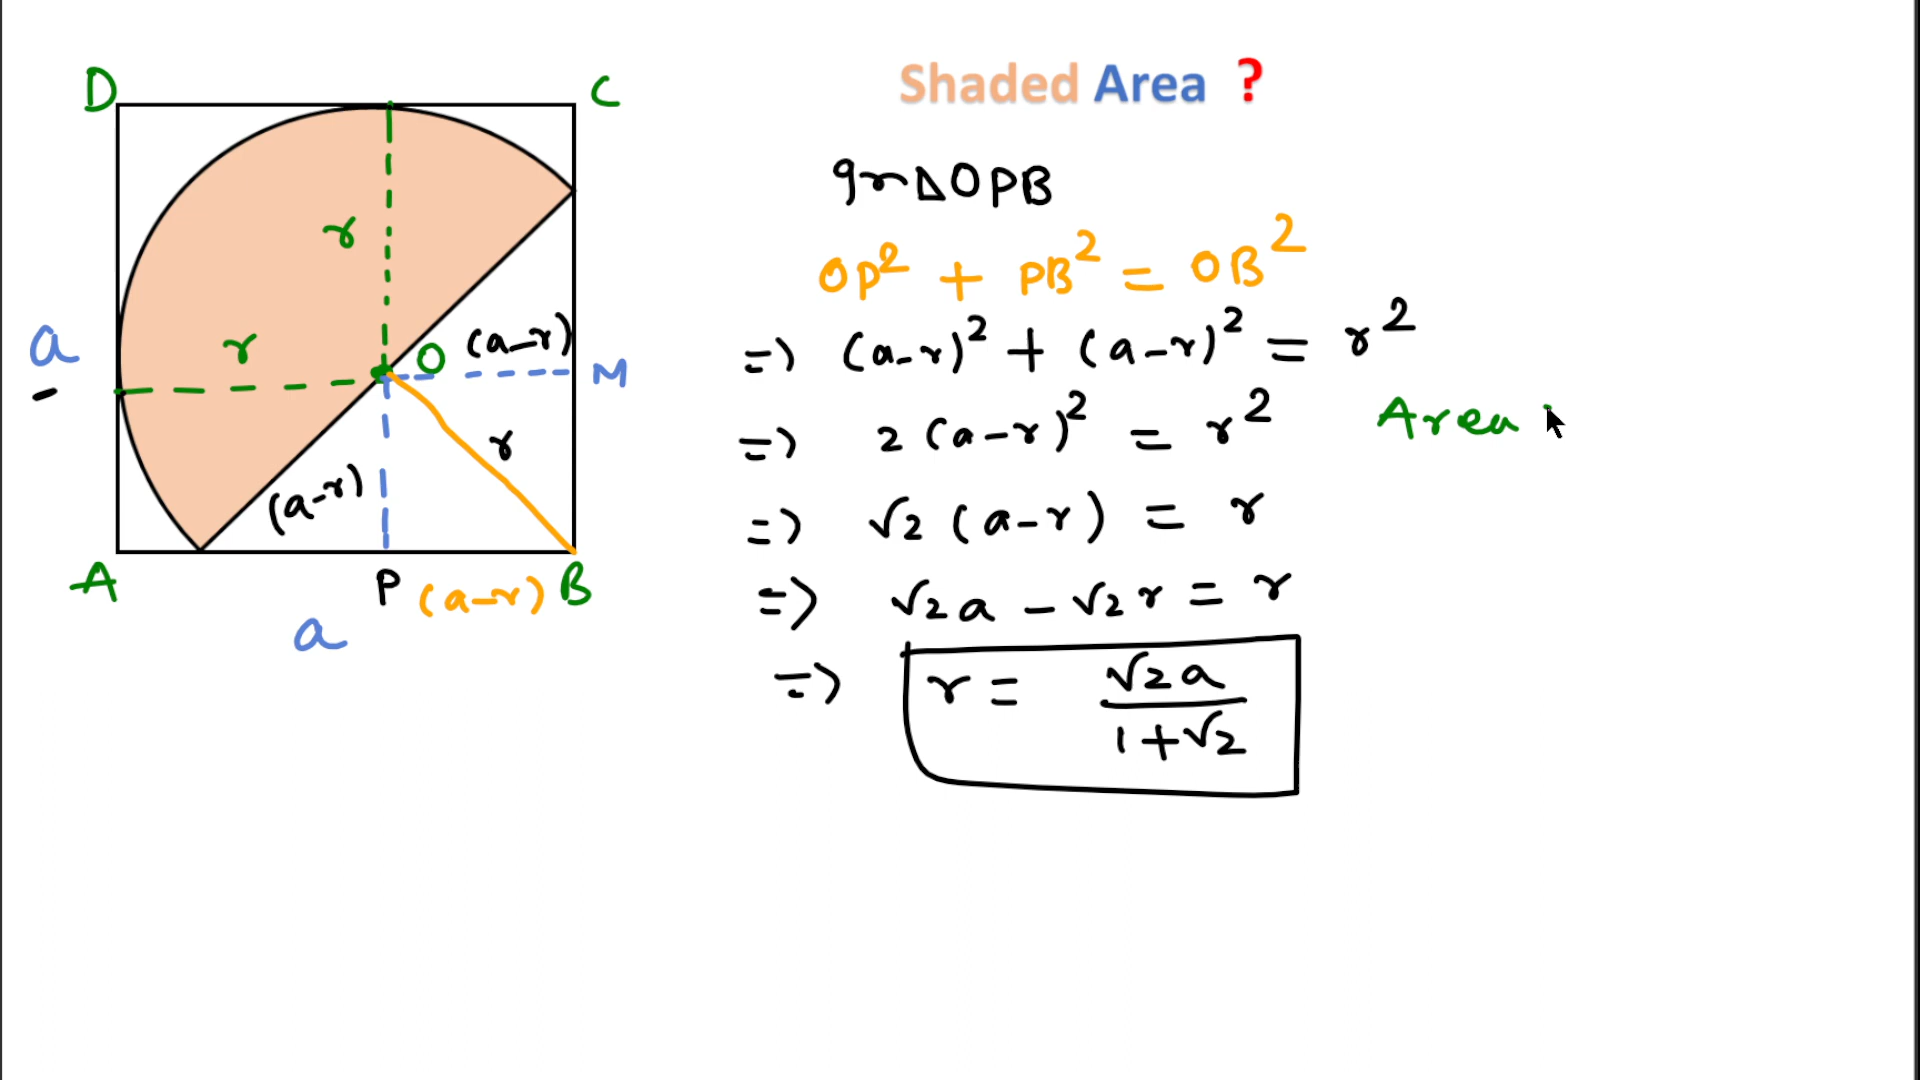 Shaded Area ?
D
C
r
r
O
(a-r)
a
M
r
(a-r)
A
P
(a-r)
B
a
In △OPB
OP² + PB² = OB²
=> (a-r)² + (a-r)² = r²
=> 2(a-r)² = r²
=> √2(a-r) = r
=> √2a - √2r = r
=> r = √2a / 1+√2
Area